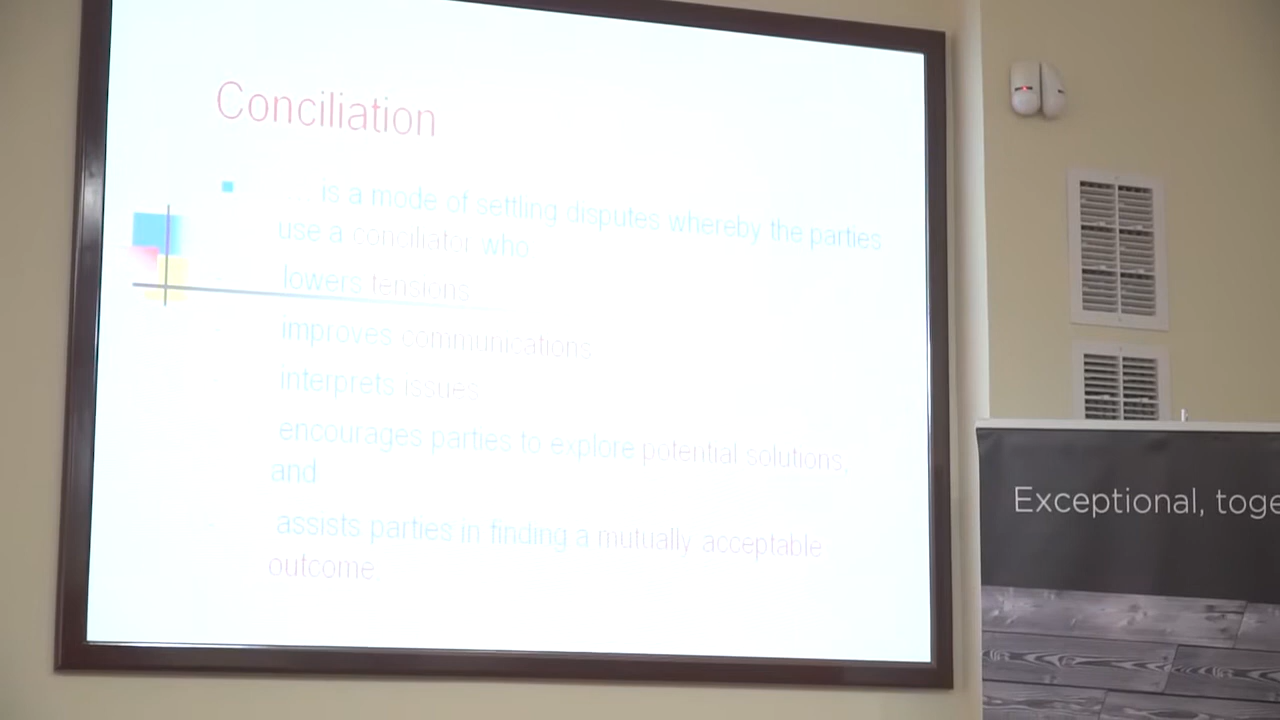 Conciliation
is a mode of settling disputes whereby the parties
use a conciliator who
lowers tensions
improves communications
interprets issues
encourages parties to explore potential solutions,
and
assists parties in finding a mutually acceptable
outcome.
Exceptional, toge